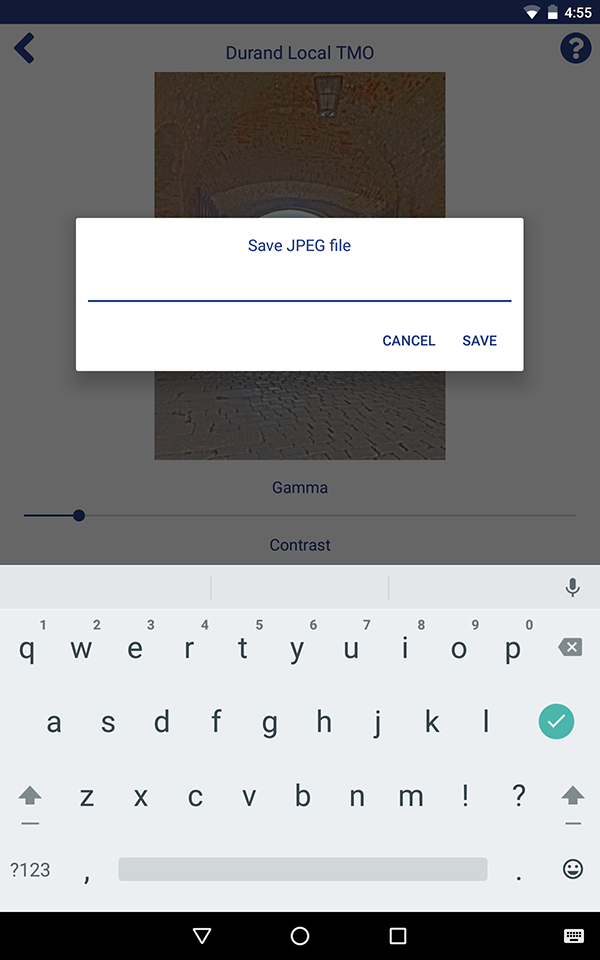 4:55
Durand Local TMO
?
Save JPEG file
CANCEL SAVE
Gamma
Contrast
1 2 3 4 5 6 7 8 9 0
q w e r t y u i o p
a s d f g h j k l
z x c v b n m ! ?
?123 , .